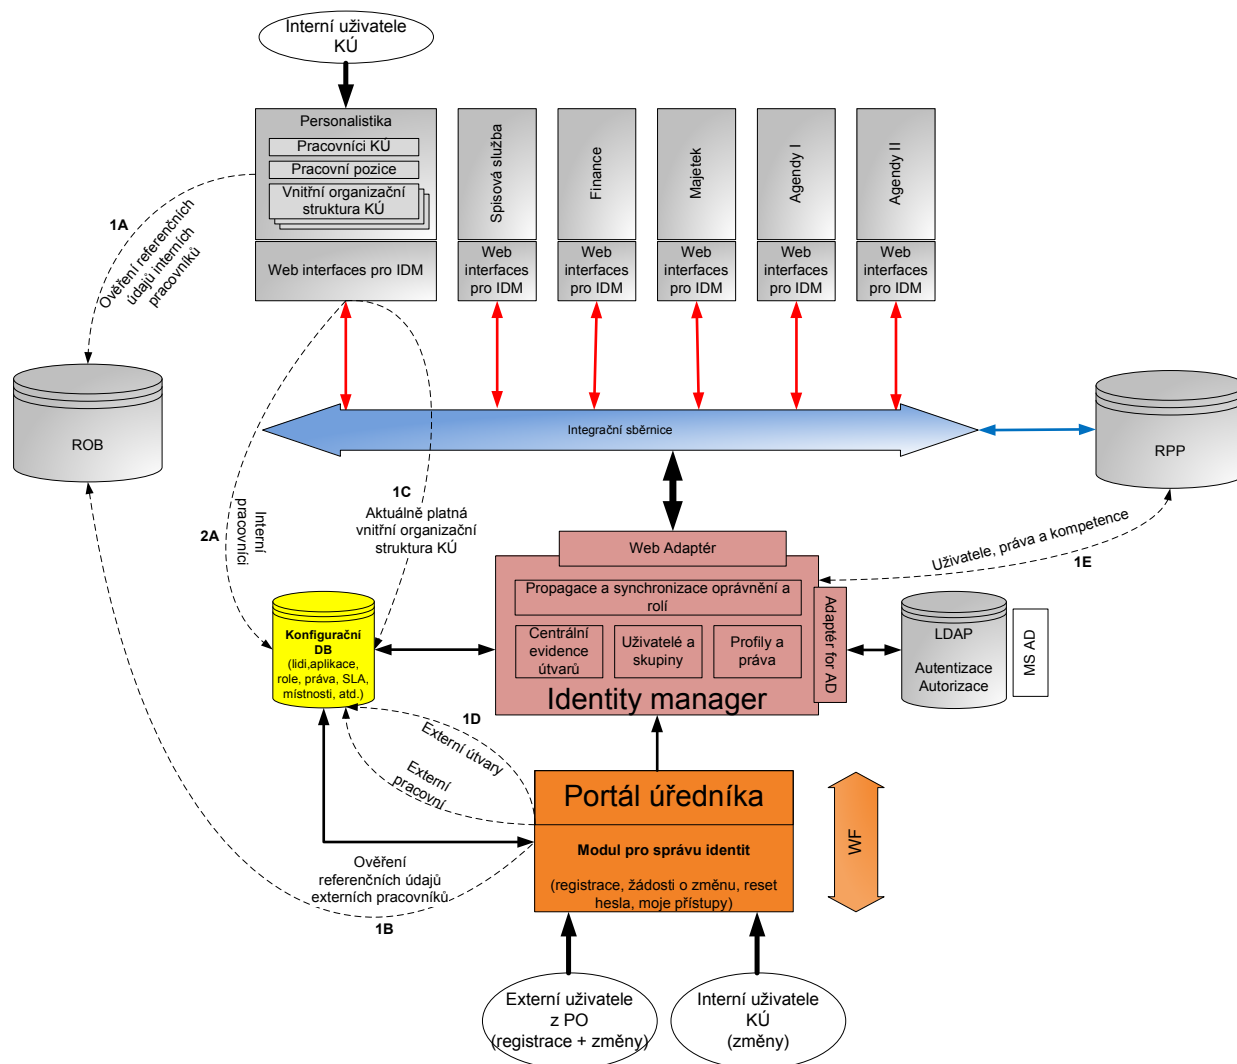 Interní uživatele
KÚ
Personalistika
Pracovníci KÚ
Pracovní pozice
Vnitřní organizační
struktura KÚ
Web interfaces pro IDM
Spisová služba
Web
interfaces
pro IDM
Finance
Web
interfaces
pro IDM
Majetek
Web
interfaces
pro IDM
Agendy I
Web
interfaces
pro IDM
Agendy II
Web
interfaces
pro IDM
1A
Ověření referenčních
údajů interních
pracovníků
ROB
Integrační sběrnice
RPP
Interní
pracovníci
2A
1C
Aktuálně platná
vnitřní organizační
struktura KÚ
Uživatele, práva a kompetence
1E
Web Adaptér
Propagace a synchronizace oprávnění a
rolí
Centrální
evidence
útvarů
Uživatelé a
skupiny
Profily a
práva
Identity manager
Adaptér for AD
LDAP
Autentizace
Autorizace
MS AD
Konfigurační
DB
(lidi,aplikace,
role, práva, SLA,
místnosti, atd.)
1D
Externí útvary
Externí
pracovní
Portál úředníka
Modul pro správu identit
(registrace, žádosti o změnu, reset
hesla, moje přístupy)
WF
Ověření
referenčních údajů
externích pracovníků
1B
Externí uživatele
z PO
(registrace + změny)
Interní uživatele
KÚ
(změny)